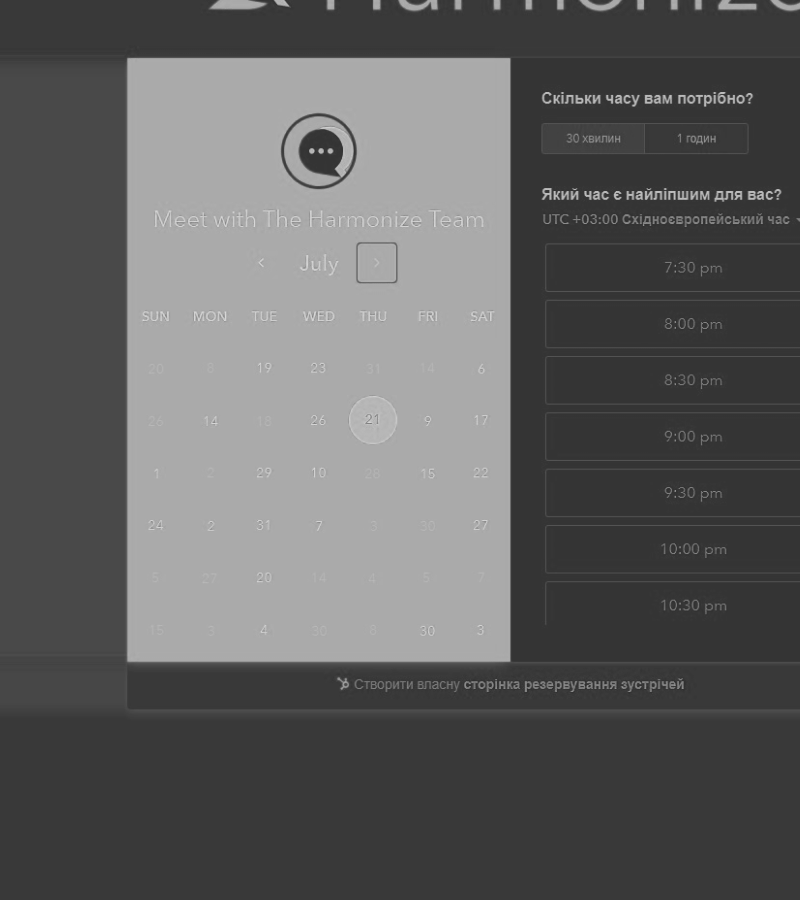 Harmonize
Meet with The Harmonize Team
July
SUN MON TUE WED THU FRI SAT
20 8 19 23 31 14 6
26 14 18 26 21 9 17
1 2 29 10 26 15 22
24 2 31 7 3 30 27
5 27 20 14 4 5 7
15 3 4 30 6 30 3
Скільки часу вам потрібно?
30 хвилин 1 годин
Який час є найліпшим для вас?
UTC +03:00 Східноєвропейський час
7:30 pm
8:00 pm
8:30 pm
9:00 pm
9:30 pm
10:00 pm
10:30 pm
Створити власну сторінка резервування зустрічей